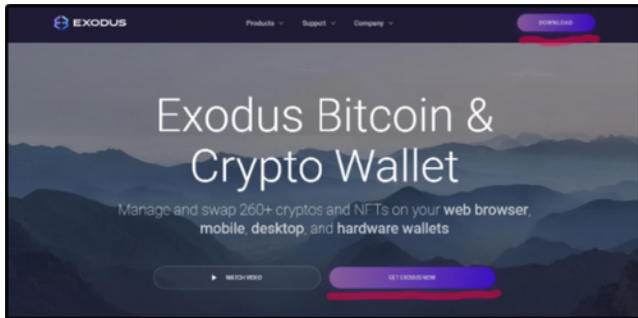 EXODUS
Products Support Company
DOWNLOAD
Exodus Bitcoin &
Crypto Wallet
Manage and swap 260+ cryptos and NFTs on your web browser,
mobile, desktop, and hardware wallets
WATCH VIDEO
GET EXODUS NOW